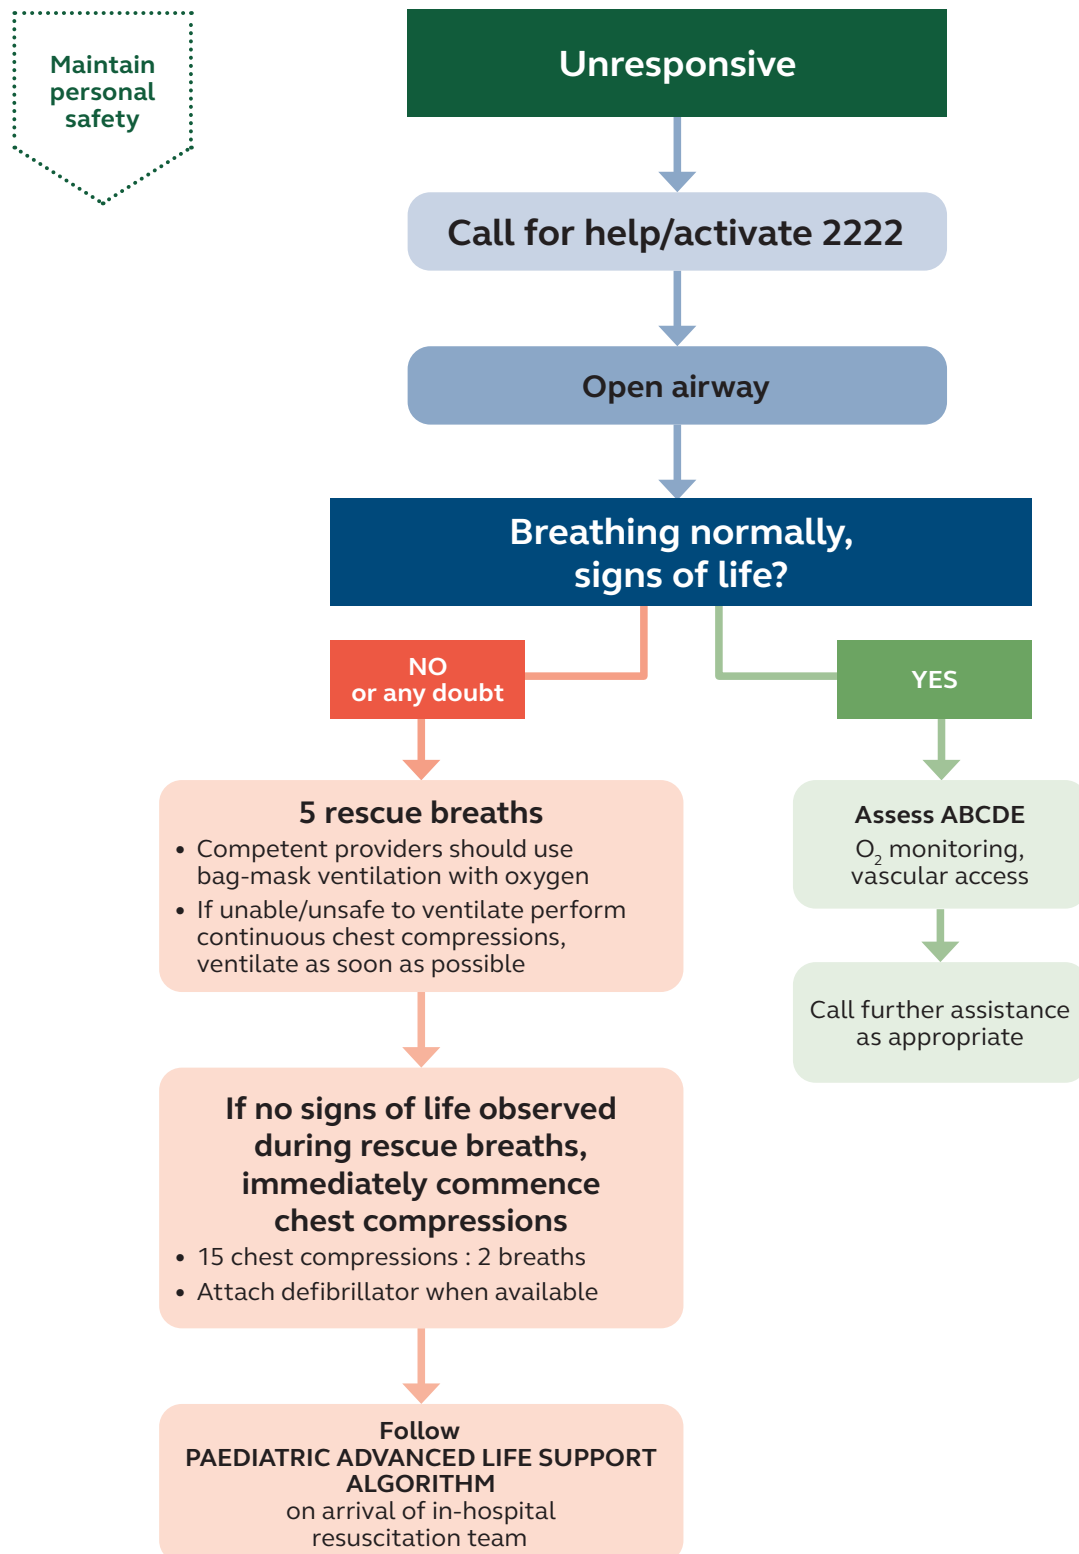 Maintain
personal
safety
Unresponsive
Call for help/activate 2222
Open airway
Breathing normally,
signs of life?
NO
or any doubt
YES
5 rescue breaths
• Competent providers should use
bag-mask ventilation with oxygen
• If unable/unsafe to ventilate perform
continuous chest compressions,
ventilate as soon as possible
Assess ABCDE
O₂ monitoring,
vascular access
Call further assistance
as appropriate
If no signs of life observed
during rescue breaths,
immediately commence
chest compressions
• 15 chest compressions : 2 breaths
• Attach defibrillator when available
Follow
PAEDIATRIC ADVANCED LIFE SUPPORT
ALGORITHM
on arrival of in-hospital
resuscitation team